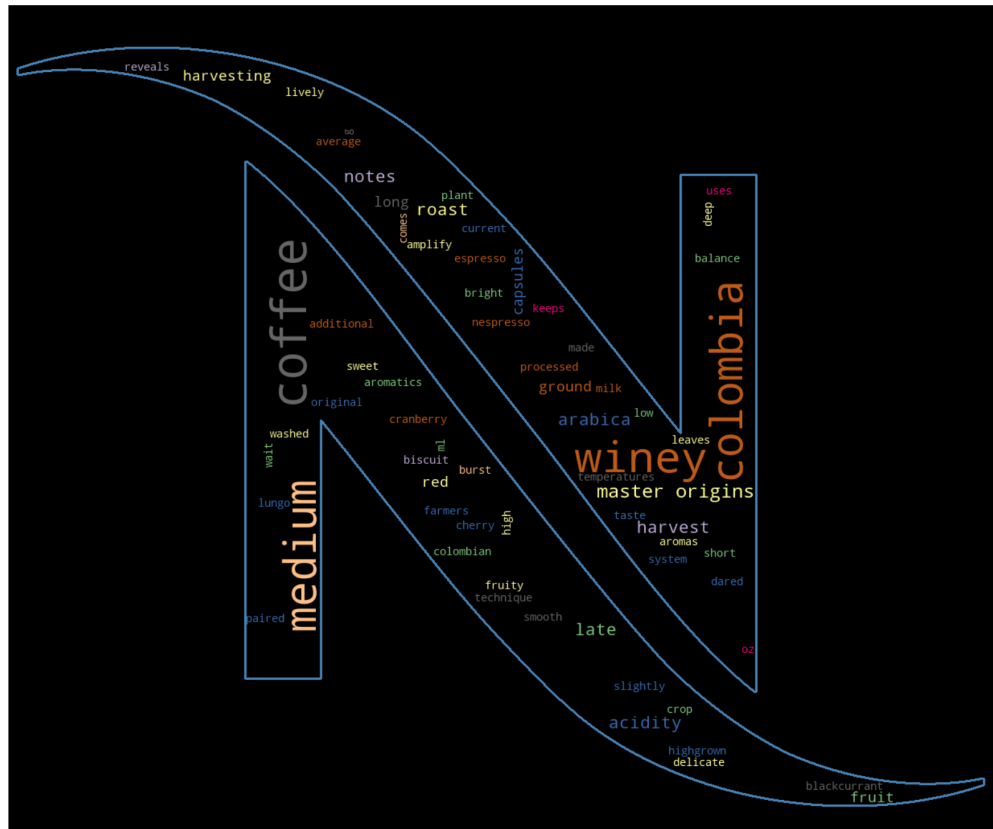 reveals
harvesting
lively
to
average
notes
plant
long
roast
comes
current
amplify
espresso
capsules
bright
keeps
nespresso
made
processed
ground
milk
arabica
low
uses
deep
balance
colombia
leaves
winey
temperatures
master origins
taste
harvest
aromas
short
system
dared
oz
coffee
additional
sweet
aromatics
original
cranberry
washed
wait
ml
biscuit
burst
red
lungo
medium
farmers
cherry
high
colombian
fruity
technique
paired
smooth
late
slightly
crop
acidity
highgrown
delicate
blackcurrant
fruit